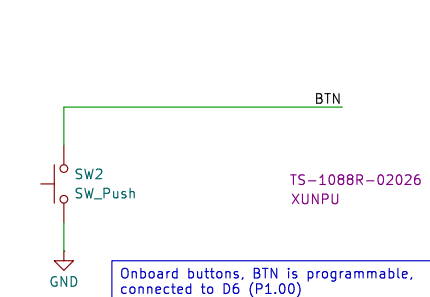 BTN
SW2
SW_Push
TS-1088R-02026
XUNPU
GND
Onboard buttons, BTN is programmable,
connected to D6 (P1.00)